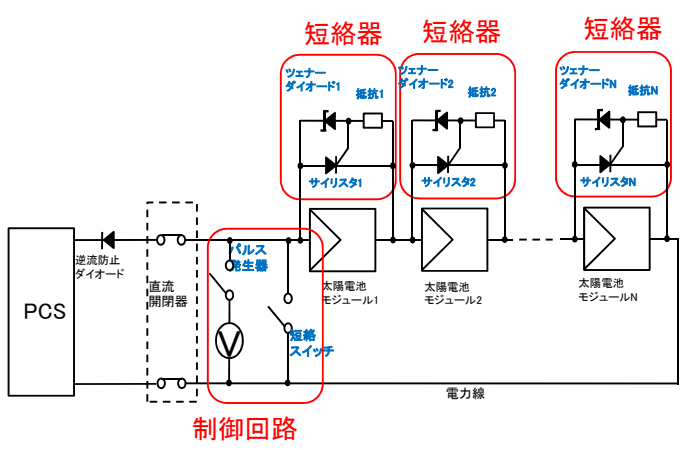 短絡器
短絡器
短絡器
ツェナー
ダイオード1
抵抗1
サイリスタ1
ツェナー
ダイオード2
抵抗2
サイリスタ2
ツェナー
ダイオードN
抵抗N
サイリスタN
PCS
逆流防止
ダイオード
直流
開閉器
パルス
発生器
V
短絡
スイッチ
太陽電池
モジュール1
太陽電池
モジュール2
太陽電池
モジュールN
電力線
制御回路